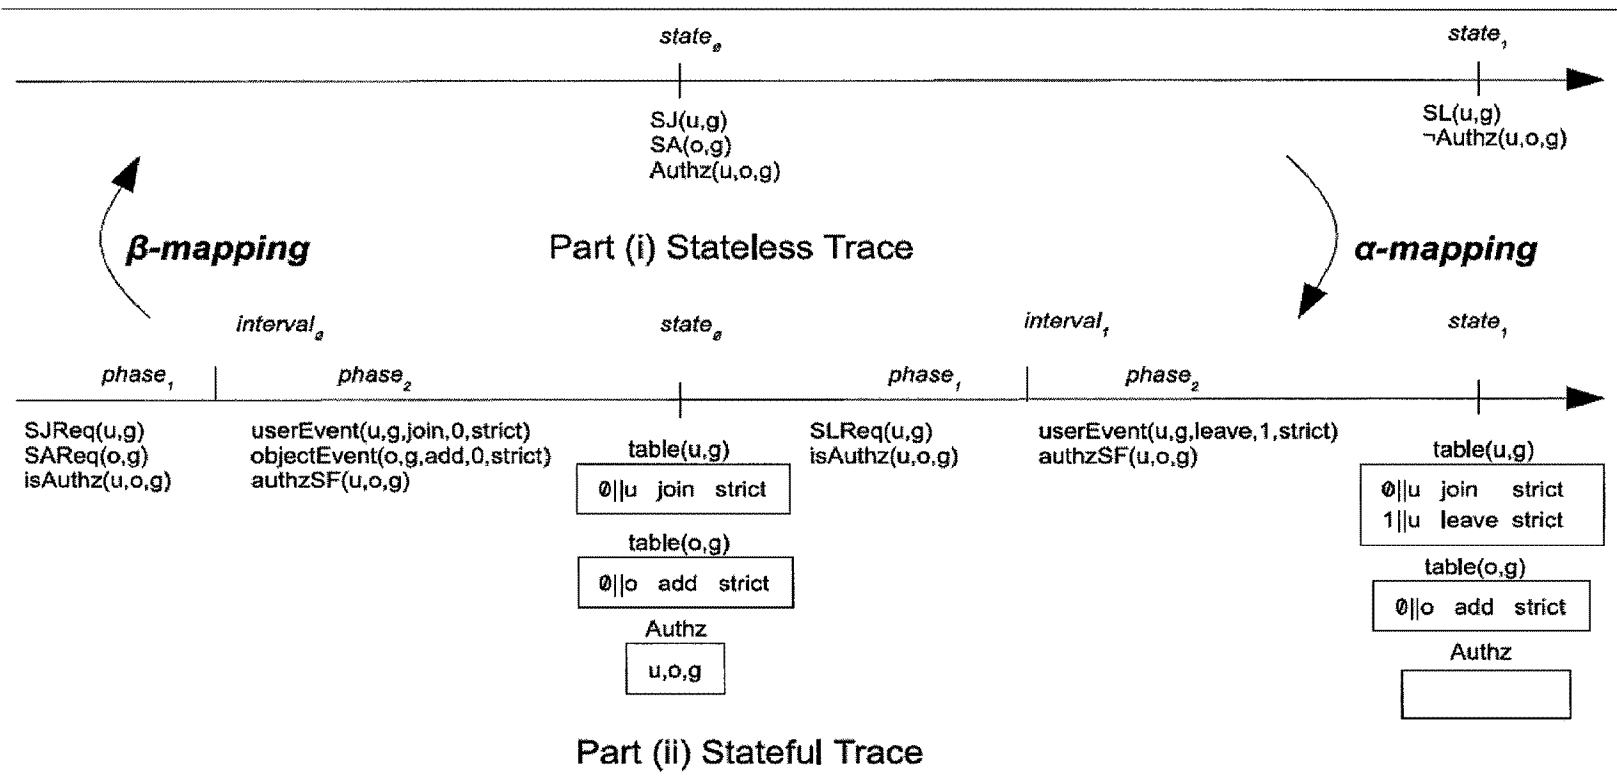 state₀ state₁
SJ(u,g)
SA(o,g)
Authz(u,o,g)
SL(u,g)
¬Authz(u,o,g)
β-mapping Part (i) Stateless Trace α-mapping
interval₀ state₀ interval₁ state₁
phase₁ phase₂ phase₁ phase₂
SJReq(u,g)
SAReq(o,g)
isAuthz(u,o,g)
userEvent(u,g,join,0,strict)
objectEvent(o,g,add,0,strict)
authzSF(u,o,g)
table(u,g)
0||u join strict
table(o,g)
0||o add strict
Authz
u,o,g
SLReq(u,g)
isAuthz(u,o,g)
userEvent(u,g,leave,1,strict)
authzSF(u,o,g)
table(u,g)
0||u join strict
1||u leave strict
table(o,g)
0||o add strict
Authz
Part (ii) Stateful Trace